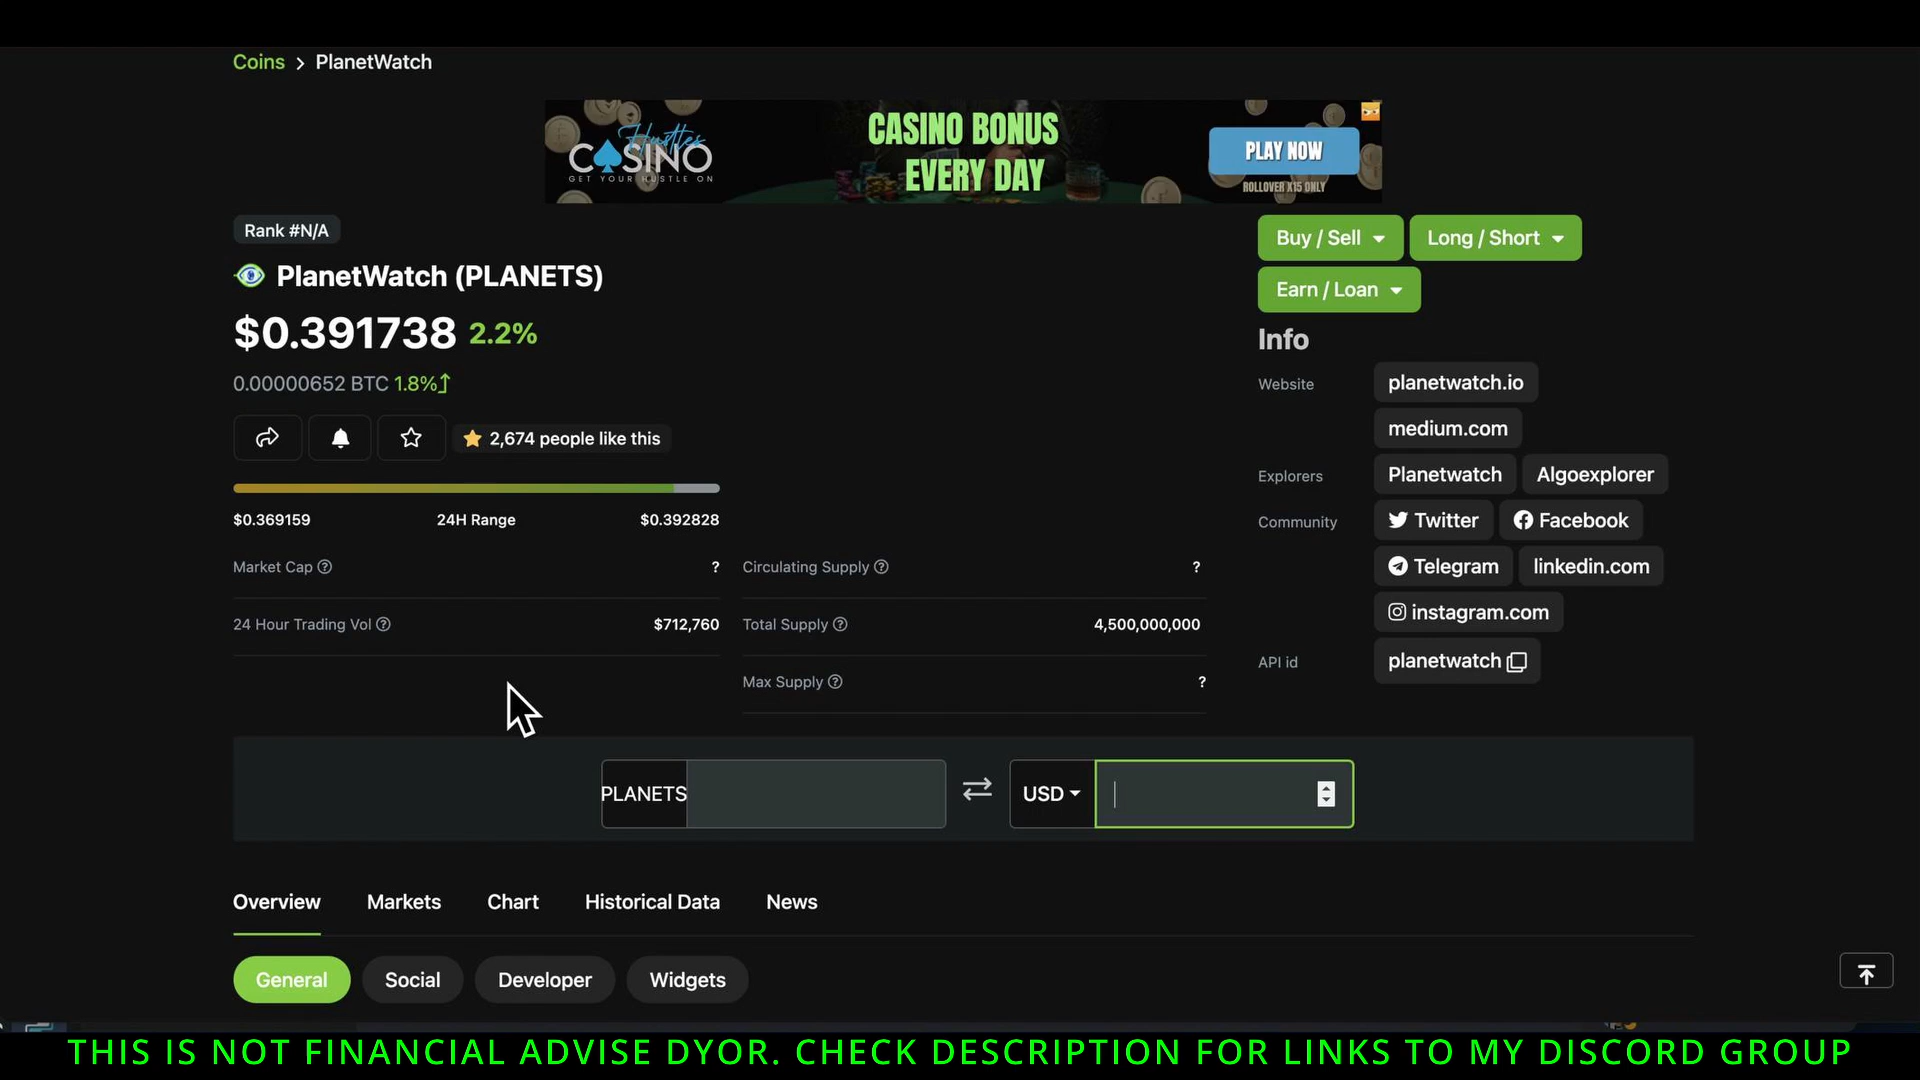 Coins > PlanetWatch
Hustles
CASINO
GET YOUR HUSTLE ON
CASINO BONUS
EVERY DAY
PLAY NOW
ROLLOVER X15 ONLY
Rank #N/A
PlanetWatch (PLANETS)
$0.391738 2.2%
0.00000652 BTC 1.8%
2,674 people like this
$0.369159 24H Range $0.392828
Market Cap ?
24 Hour Trading Vol $712,760
Circulating Supply ?
Total Supply 4,500,000,000
Max Supply ?
Buy / Sell Long / Short
Earn / Loan
Info
Website planetwatch.io
medium.com
Explorers Planetwatch Algoexplorer
Community Twitter Facebook
Telegram linkedin.com
instagram.com
API id planetwatch
PLANETS USD
Overview Markets Chart Historical Data News
General Social Developer Widgets
THIS IS NOT FINANCIAL ADVISE DYOR. CHECK DESCRIPTION FOR LINKS TO MY DISCORD GROUP